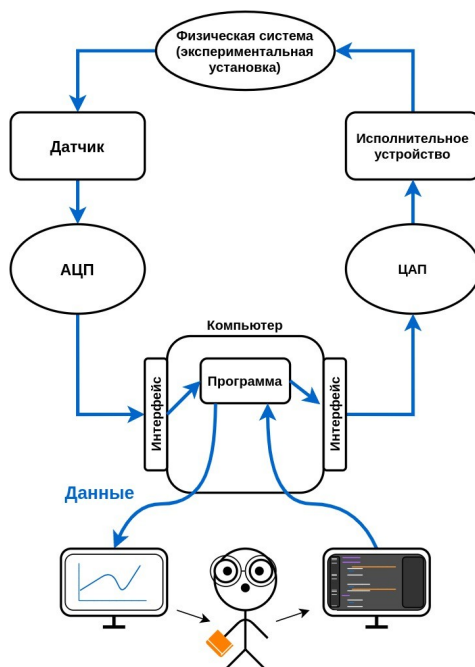 Физическая система
(экспериментальная
установка)
Датчик
Исполнительное
устройство
АЦП
ЦАП
Компьютер
Интерфейс
Программа
Интерфейс
Данные